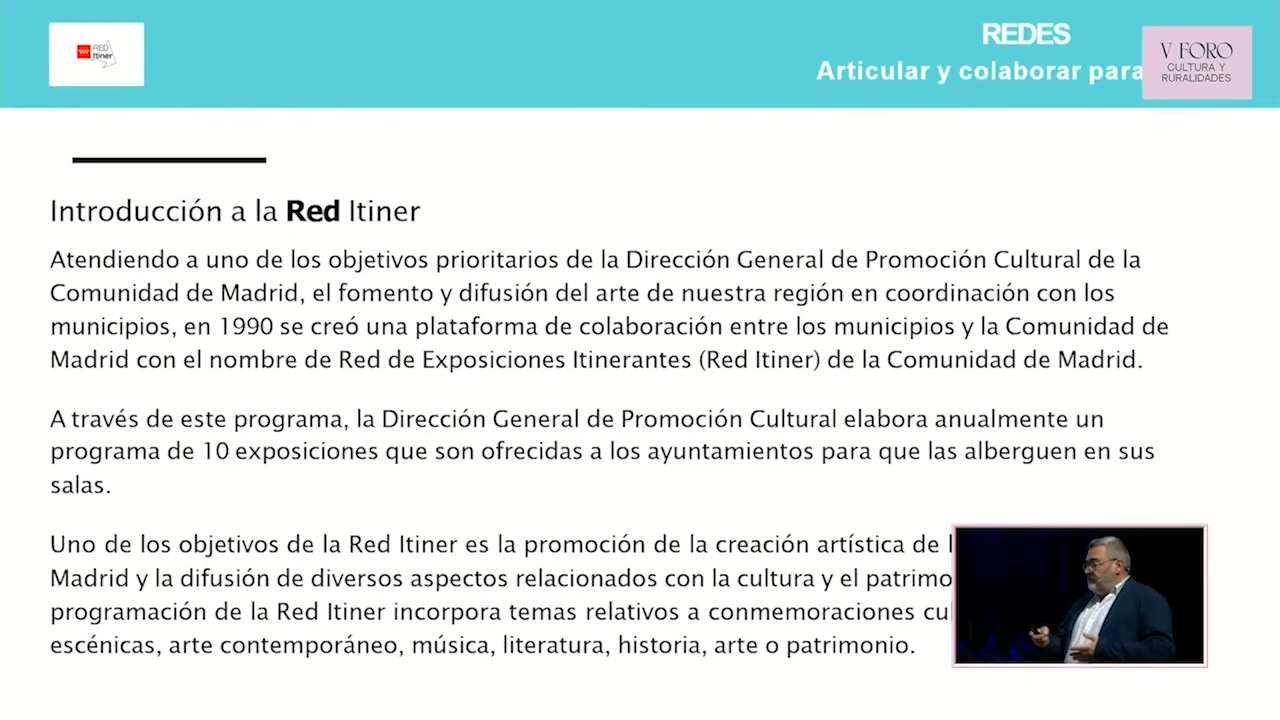 RED
Itiner
REDES
Articular y colaborar para
V FORO
CULTURA Y
RURALIDADES
Introducción a la Red Itiner
Atendiendo a uno de los objetivos prioritarios de la Dirección General de Promoción Cultural de la
Comunidad de Madrid, el fomento y difusión del arte de nuestra región en coordinación con los
municipios, en 1990 se creó una plataforma de colaboración entre los municipios y la Comunidad de
Madrid con el nombre de Red de Exposiciones Itinerantes (Red Itiner) de la Comunidad de Madrid.
A través de este programa, la Dirección General de Promoción Cultural elabora anualmente un
programa de 10 exposiciones que son ofrecidas a los ayuntamientos para que las alberguen en sus
salas.
Uno de los objetivos de la Red Itiner es la promoción de la creación artística de
Madrid y la difusión de diversos aspectos relacionados con la cultura y el patrimo
programación de la Red Itiner incorpora temas relativos a conmemoraciones
escénicas, arte contemporáneo, música, literatura, historia, arte o patrimonio.